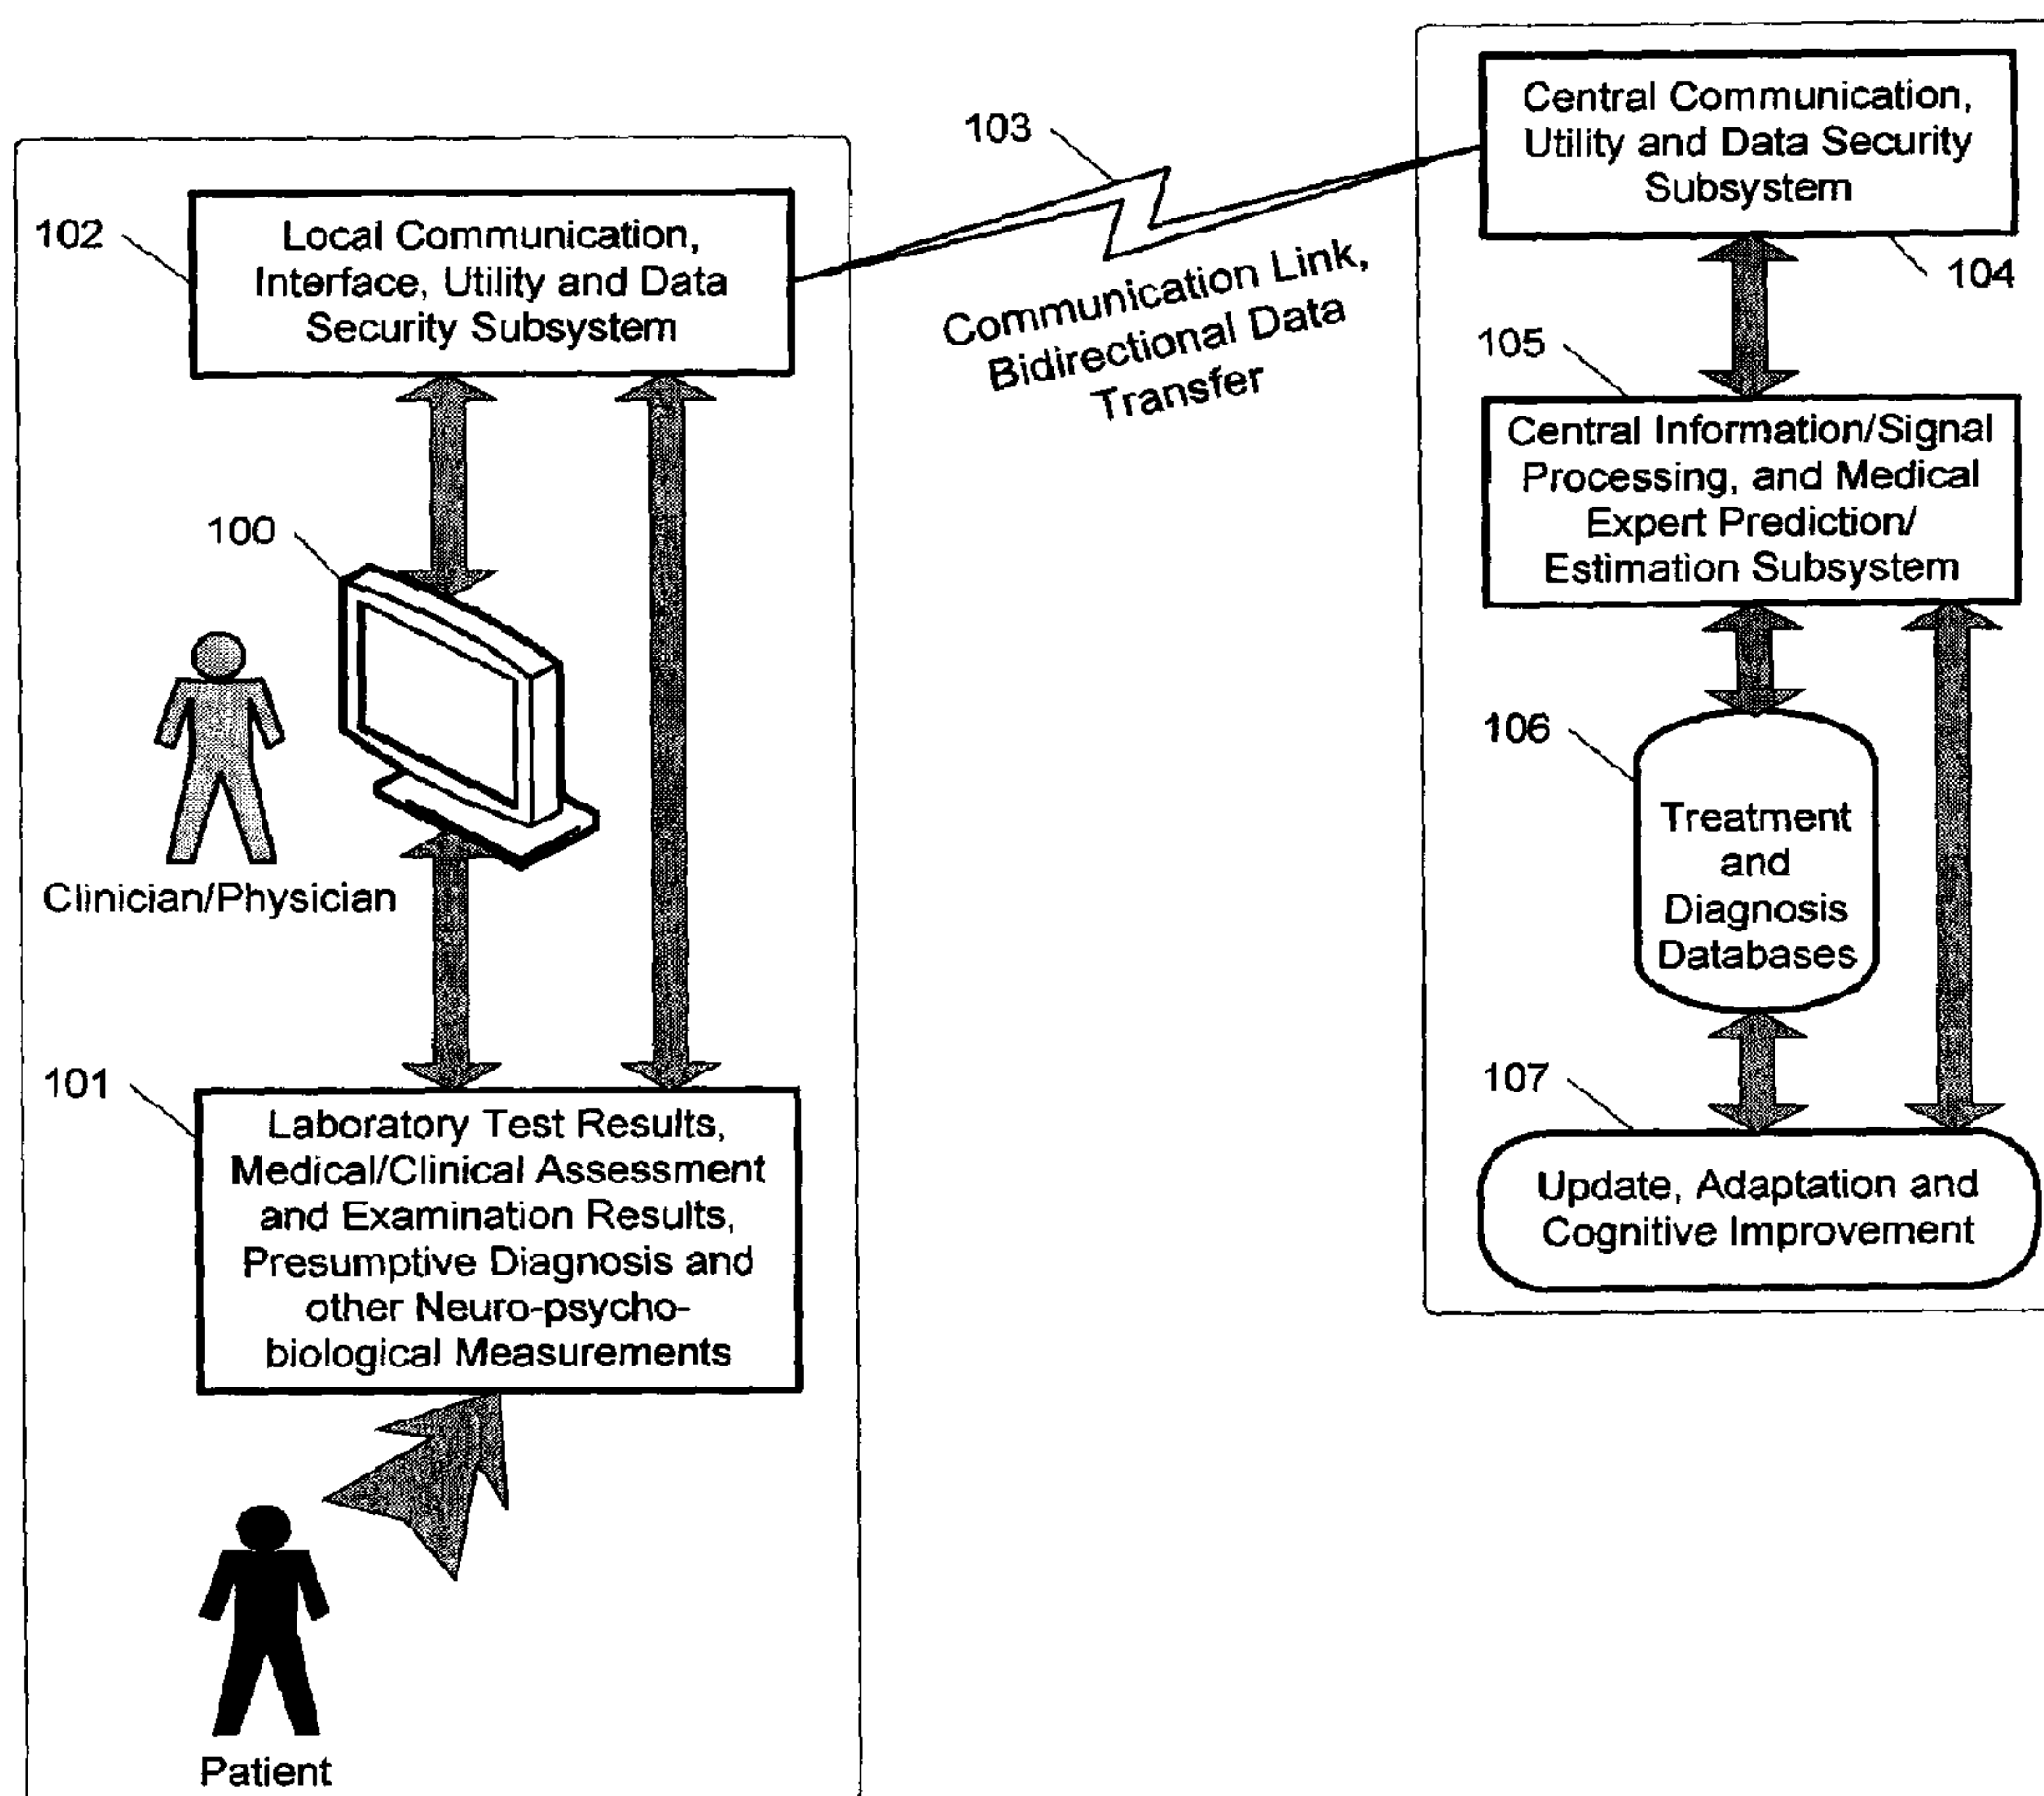 102
Local Communication,
Interface, Utility and Data
Security Subsystem
100
Clinician/Physician
101
Laboratory Test Results,
Medical/Clinical Assessment
and Examination Results,
Presumptive Diagnosis and
other Neuro-psycho-
biological Measurements
Patient
103
Communication Link,
Bidirectional Data
Transfer
Central Communication,
Utility and Data Security
Subsystem
104
105
Central Information/Signal
Processing, and Medical
Expert Prediction/
Estimation Subsystem
106
Treatment
and
Diagnosis
Databases
107
Update, Adaptation and
Cognitive Improvement